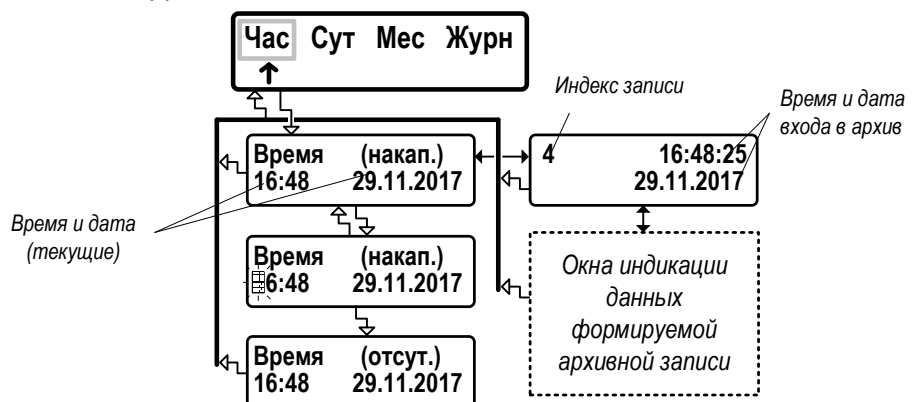 Час Сут Мес Журн
Индекс записи
Время и дата
входа в архив
Время (накап.)
16:48 29.11.2017
4 16:48:25
29.11.2017
Время и дата
(текущие)
Время (накап.)
6:48 29.11.2017
Окна индикации
данных
формируемой
архивной записи
Время (отсут.)
16:48 29.11.2017